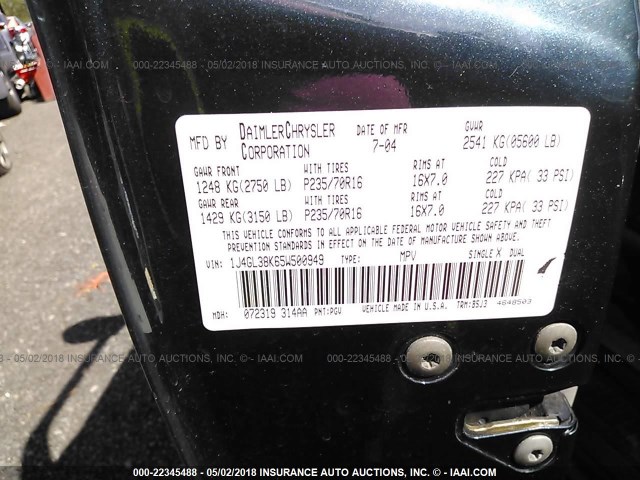 000-22345488 - 05/02/2018 INSURANCE AUTO AUCTIONS, INC. - © - IAAI.COM
MFD BY DAIMLERCHRYSLER CORPORATION
DATE OF MFR
7-04
GVWR
2541 KG(05600 LB)
GAWR FRONT WITH TIRES RIMS AT COLD
1248 KG(2750 LB) P235/70R16 16X7.0 227 KPA( 33 PSI)
GAWR REAR WITH TIRES RIMS AT COLD
1429 KG(3150 LB) P235/70R16 16X7.0 227 KPA( 33 PSI)
THIS VEHICLE CONFORMS TO ALL APPLICABLE FEDERAL MOTOR VEHICLE SAFETY AND THEFT
PREVENTION STANDARDS IN EFFECT ON THE DATE OF MANUFACTURE SHOWN ABOVE.
VIN: 1J4GL38K65W500949 TYPE: MPV SINGLE X DUAL
MDH: 072319 314AA PNT:PGV VEHICLE MADE IN U.S.A. TRM:B5J3 4648503
000-22345488 - 05/02/2018 INSURANCE AUTO AUCTIONS, INC. - © - IAAI.COM
000-22345488 - 05/02/2018 - INSURANCE AUTO AUCTIONS, INC. - © - WWW.IAAI.COM